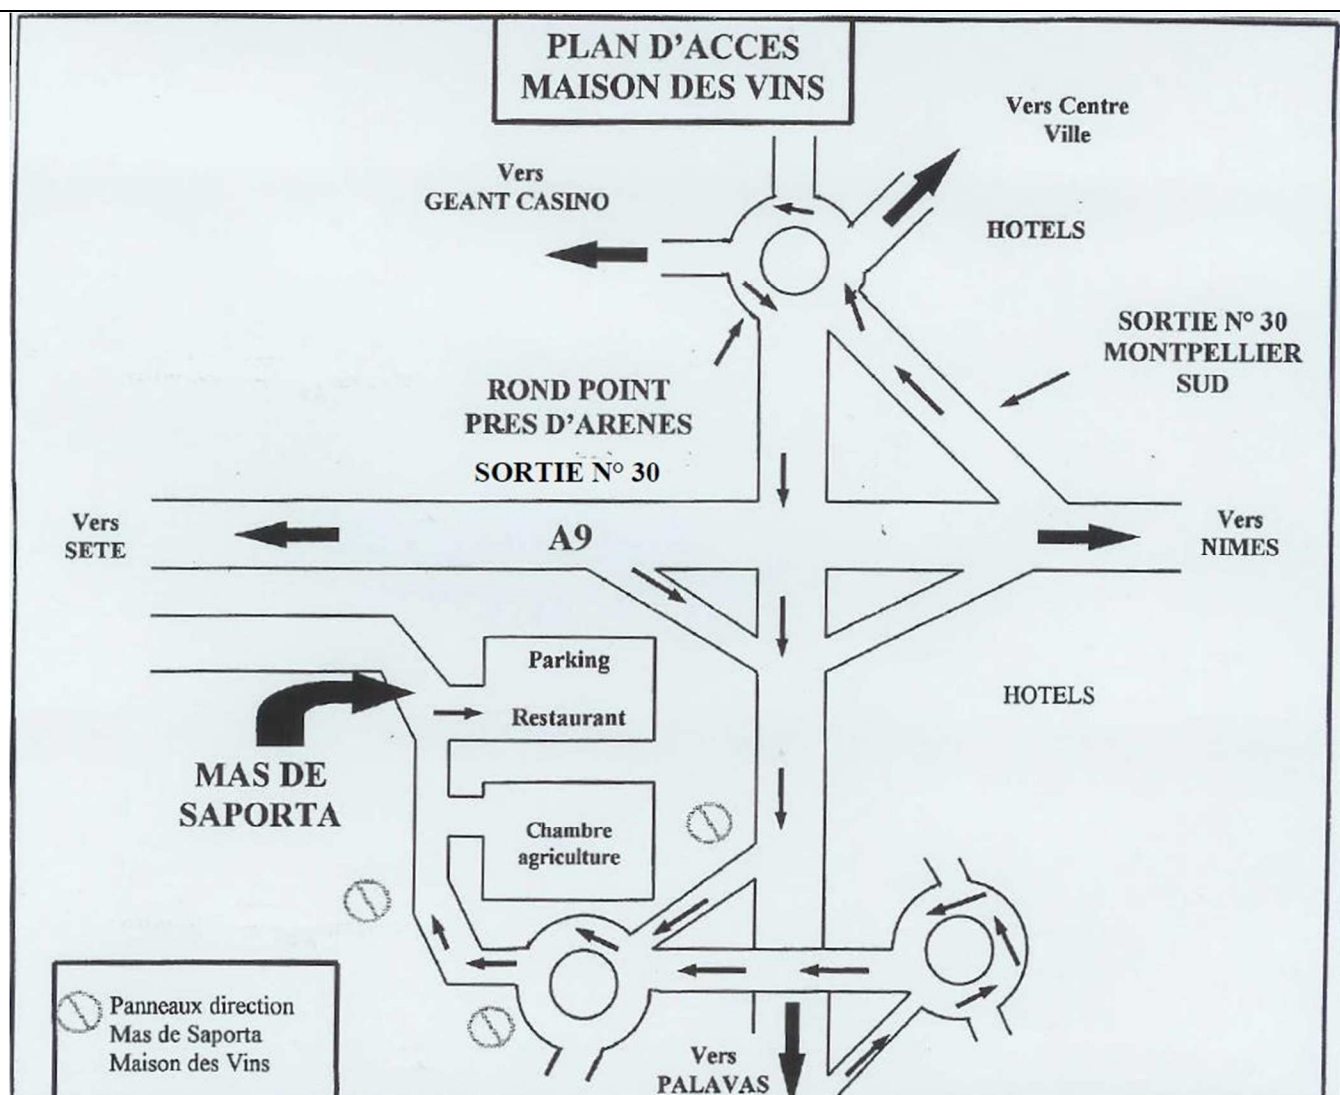 PLAN D'ACCES
MAISON DES VINS
Vers Centre
Ville
Vers
GEANT CASINO
HOTELS
SORTIE N° 30
MONTPELLIER
SUD
ROND POINT
PRES D'ARENES
SORTIE N° 30
Vers
SETE
A9
Vers
NIMES
Parking
Restaurant
HOTELS
MAS DE
SAPORTA
Chambre
agriculture
Panneaux direction
Mas de Saporta
Maison des Vins
Vers
PALAVAS